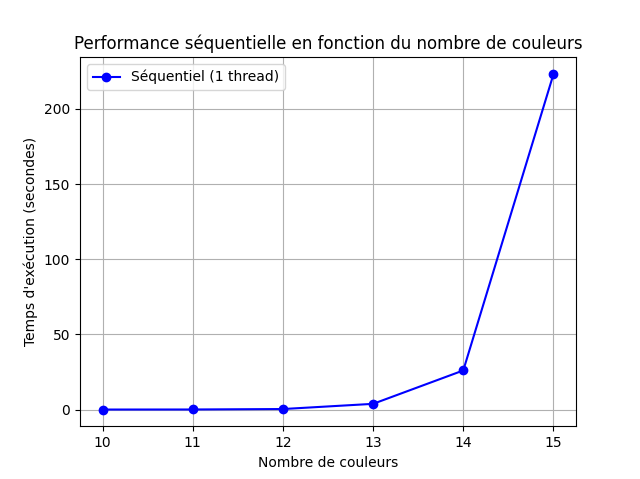 Performance séquentielle en fonction du nombre de couleurs
Séquentiel (1 thread)
Temps d'exécution (secondes)
200
150
100
50
0
10 11 12 13 14 15
Nombre de couleurs